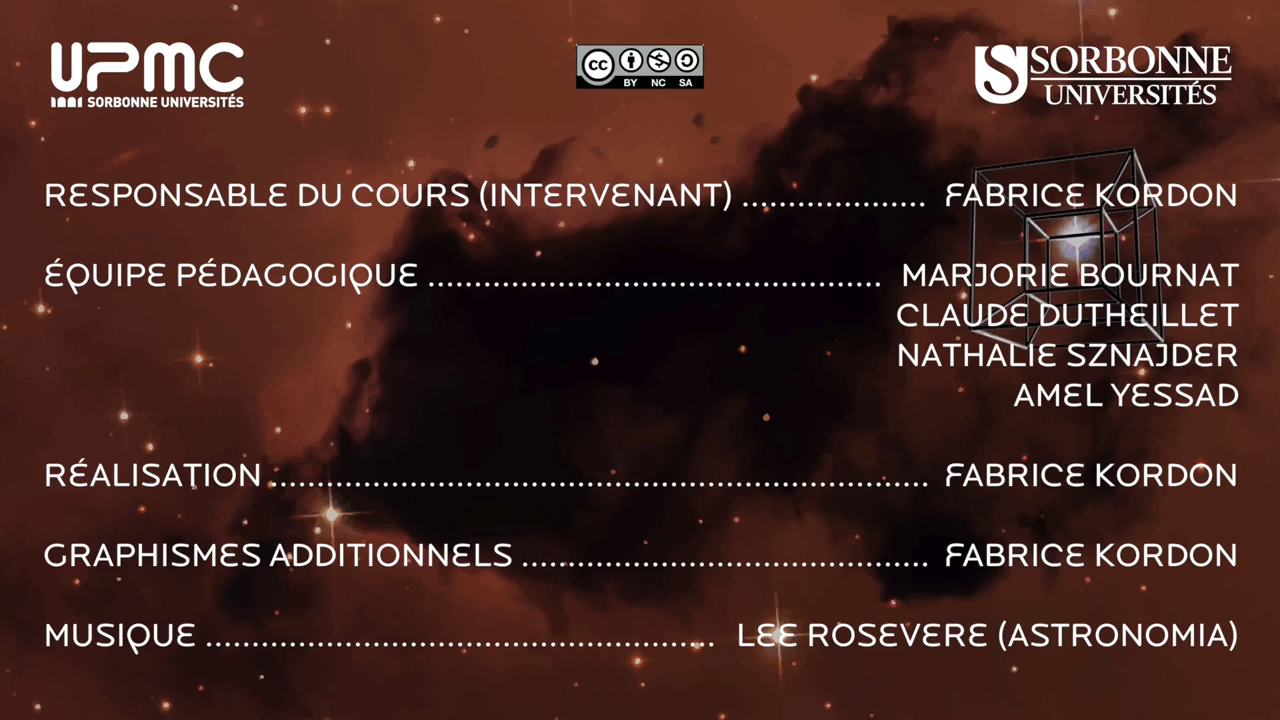 UPMC
SORBONNE UNIVERSITÉS
cc BY NC SA
SORBONNE
UNIVERSITÉS
RESPONSABLE DU COURS (INTERVENANT) .................... FABRICE KORDON
ÉQUIPE PÉDAGOGIQUE ................................................. MARJORIE BOURNAT
CLAUDE DUTHEILLET
NATHALIE SZNAJDER
AMEL YESSAD
RÉALISATION ....................................................................... FABRICE KORDON
GRAPHISMES ADDITIONNELS ............................................ FABRICE KORDON
MUSIQUE ....................................................... LEE ROSEVERE (ASTRONOMIA)